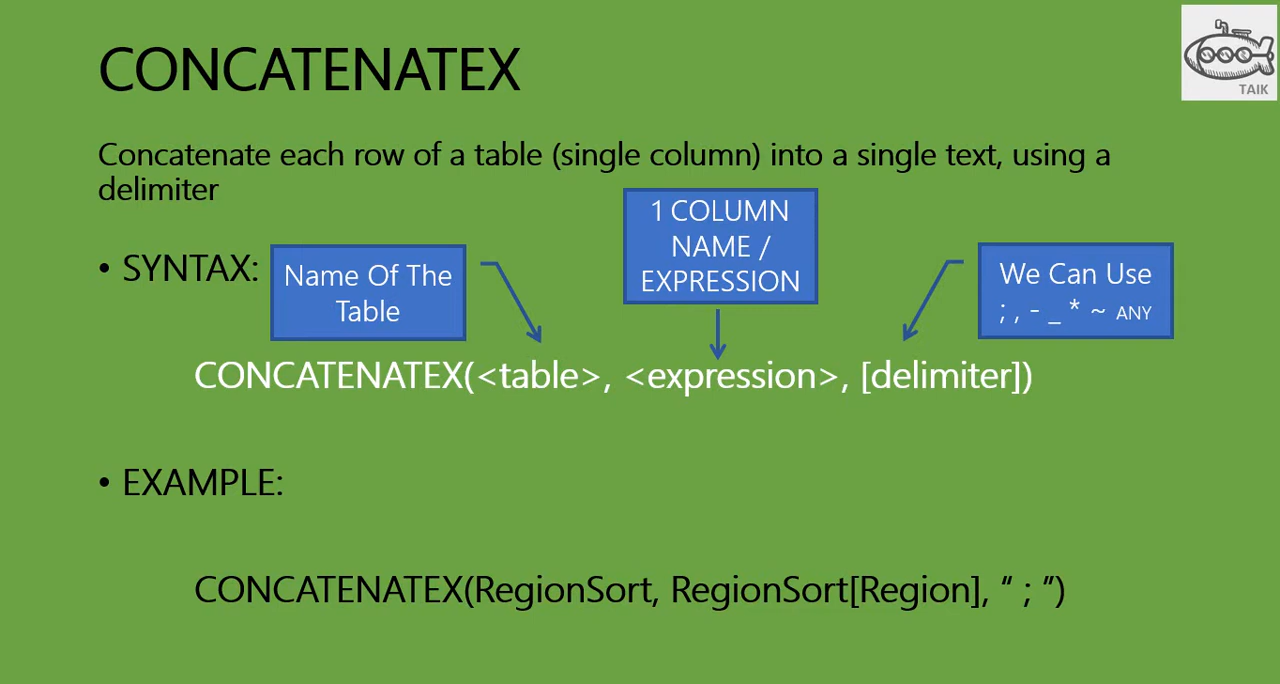 CONCATENATEX
TAIK
Concatenate each row of a table (single column) into a single text, using a
delimiter
• SYNTAX:
Name Of The
Table
1 COLUMN
NAME /
EXPRESSION
We Can Use
; , - _ * ~ ANY
CONCATENATEX(<table>, <expression>, [delimiter])
• EXAMPLE:
CONCATENATEX(RegionSort, RegionSort[Region], “ ; ”)